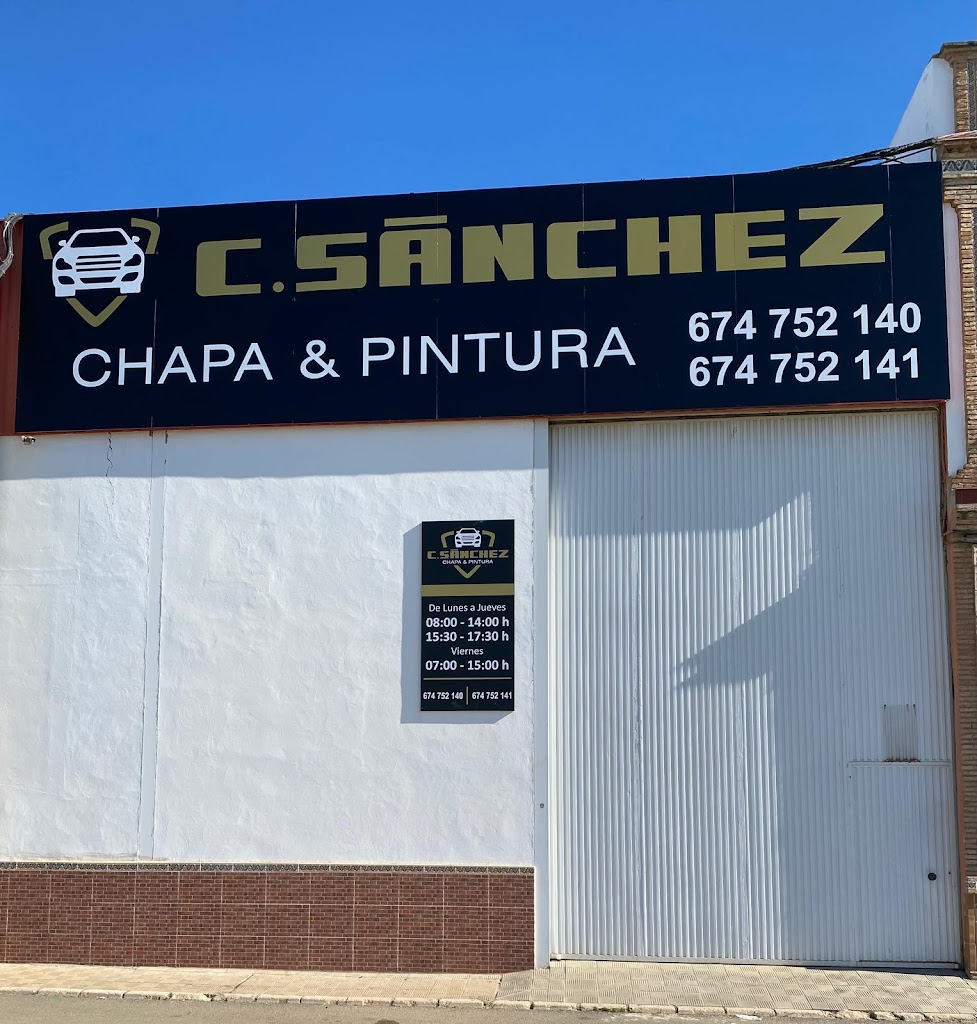 C.SÁNCHEZ
CHAPA & PINTURA
674 752 140
674 752 141
C.SÁNCHEZ
CHAPA & PINTURA
De Lunes a Jueves
08:00 - 14:00 h
15:30 - 17:30 h
Viernes
07:00 - 15:00 h
674 752 140 | 674 752 141